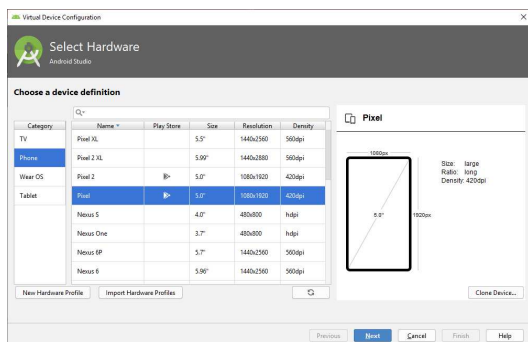 Virtual Device Configuration
Select Hardware
Android Studio
Choose a device definition
Category
TV
Phone
Wear OS
Tablet
Name Play Store Size Resolution Density
Pixel XL 5.5" 1440x2560 560dpi
Pixel 2 XL 5.99" 1440x2880 560dpi
Pixel 2 5.0" 1080x1920 420dpi
Pixel 5.0" 1080x1920 420dpi
Nexus S 4.0" 480x800 hdpi
Nexus One 3.7" 480x800 hdpi
Nexus 6P 5.7" 1440x2560 560dpi
Nexus 6 5.96" 1440x2560 560dpi
New Hardware Profile Import Hardware Profiles
Pixel
1080px
5.0"
1920px
Size: large
Ratio: long
Density: 420dpi
Clone Device...
Previous Next Cancel Finish Help